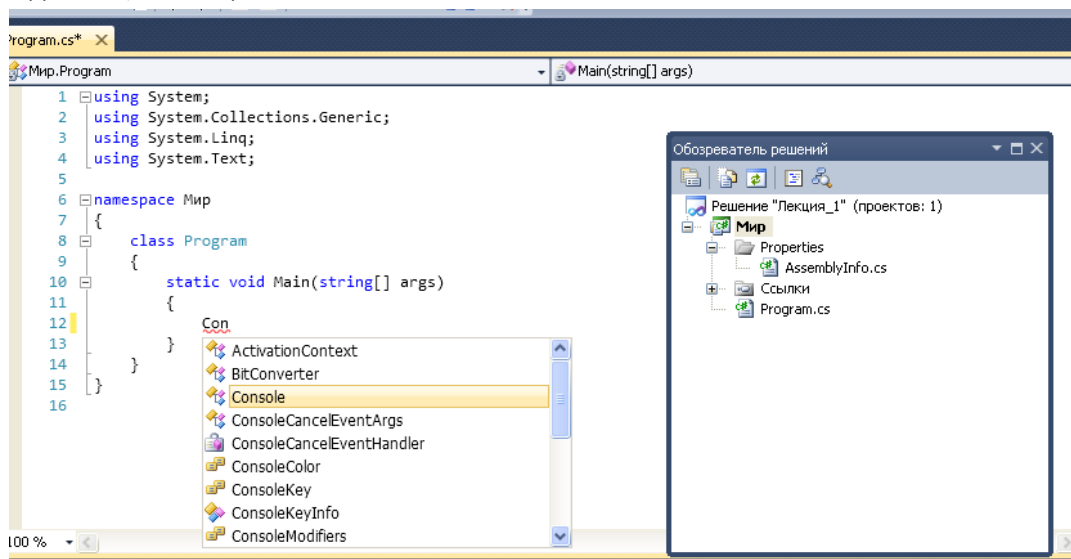 Program.cs*
Мир.Program
Main(string[] args)
1 using System;
2 using System.Collections.Generic;
3 using System.Linq;
4 using System.Text;
5
6 namespace Мир
7 {
8 class Program
9 {
10 static void Main(string[] args)
11 {
12 Con
13 }
14 }
15 }
16
ActivationContext
BitConverter
Console
ConsoleCancelEventArgs
ConsoleCancelEventHandler
ConsoleColor
ConsoleKey
ConsoleKeyInfo
ConsoleModifiers
100 %
Обозреватель решений
Решение "Лекция_1" (проектов: 1)
Мир
Properties
AssemblyInfo.cs
Ссылки
Program.cs